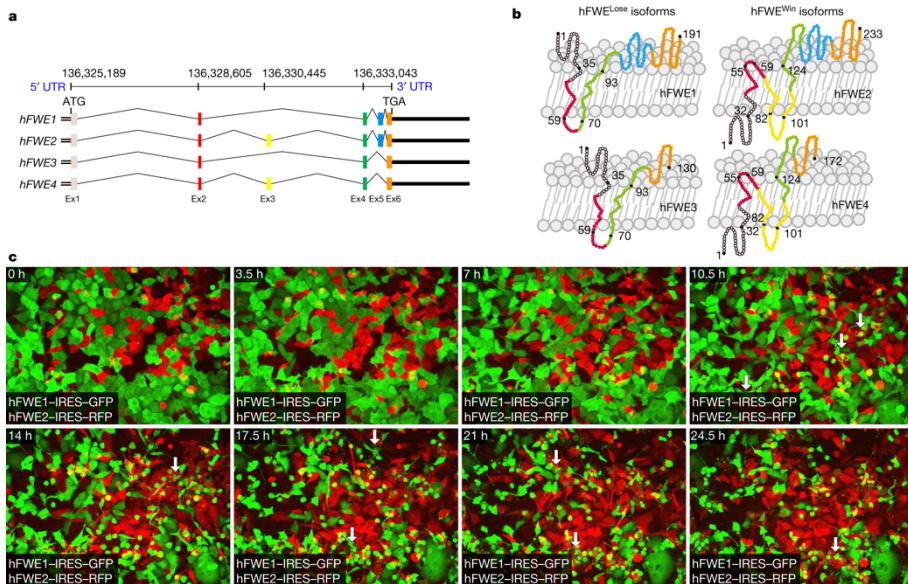 a
136,325,189 136,328,605 136,330,445 136,333,043
5′ UTR 3′ UTR
ATG TGA
hFWE1
hFWE2
hFWE3
hFWE4
Ex1 Ex2 Ex3 Ex4 Ex5 Ex6
b
hFWELose isoforms hFWEWin isoforms
1 35 59 70 93 191
hFWE1
1 32 55 59 82 101 124 233
hFWE2
1 35 59 70 93 130
hFWE3
1 32 55 59 82 101 124 172
hFWE4
c
0 h
hFWE1–IRES–GFP
hFWE2–IRES–RFP
3.5 h
hFWE1–IRES–GFP
hFWE2–IRES–RFP
7 h
hFWE1–IRES–GFP
hFWE2–IRES–RFP
10.5 h
hFWE1–IRES–GFP
hFWE2–IRES–RFP
14 h
hFWE1–IRES–GFP
hFWE2–IRES–RFP
17.5 h
hFWE1–IRES–GFP
hFWE2–IRES–RFP
21 h
hFWE1–IRES–GFP
hFWE2–IRES–RFP
24.5 h
hFWE1–IRES–GFP
hFWE2–IRES–RFP